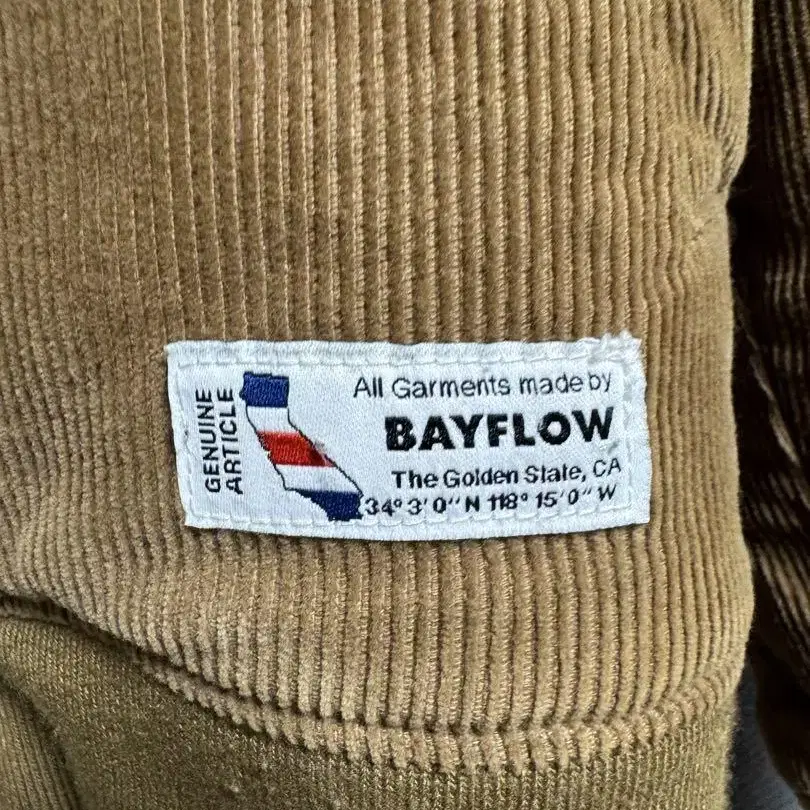 GENUINE
ARTICLE
All Garments made by
BAYFLOW
The Golden State, CA
34° 3' 0" N 118° 15' 0" W